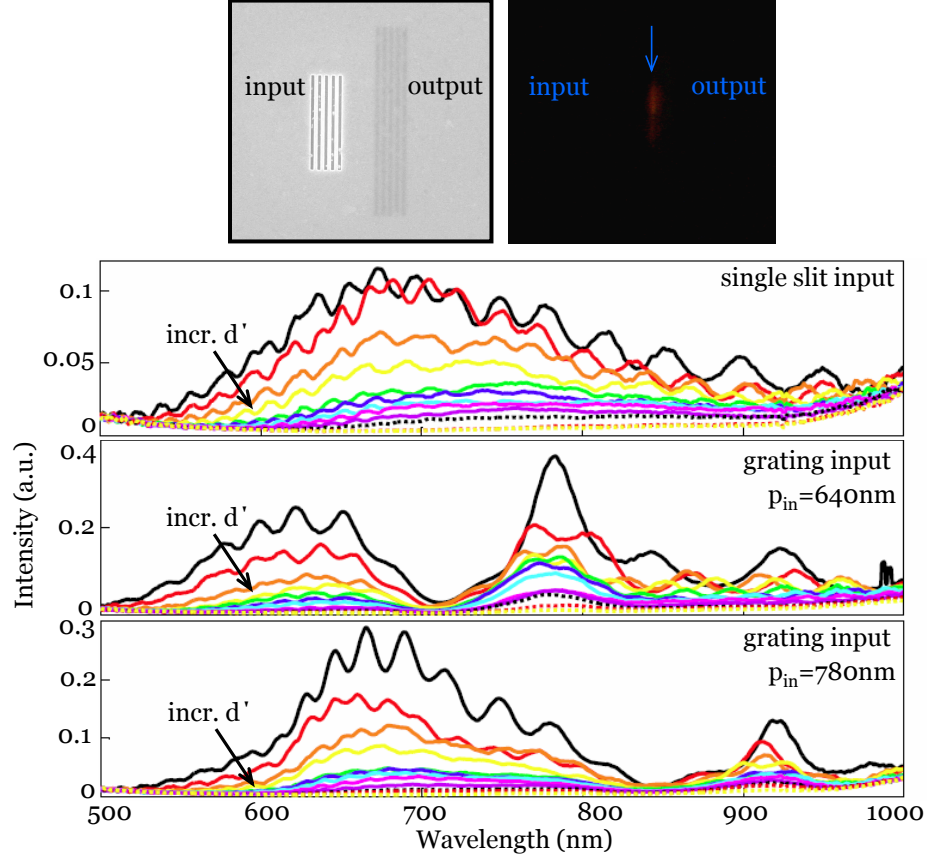 input
output
input
output
single slit input
0.1
incr. d'
0.05
0
0.4
grating input
p_in=640nm
incr. d'
0.2
Intensity (a.u.)
0
0.3
grating input
p_in=780nm
0.2
incr. d'
0.1
0
500
600
700
800
900
1000
Wavelength (nm)